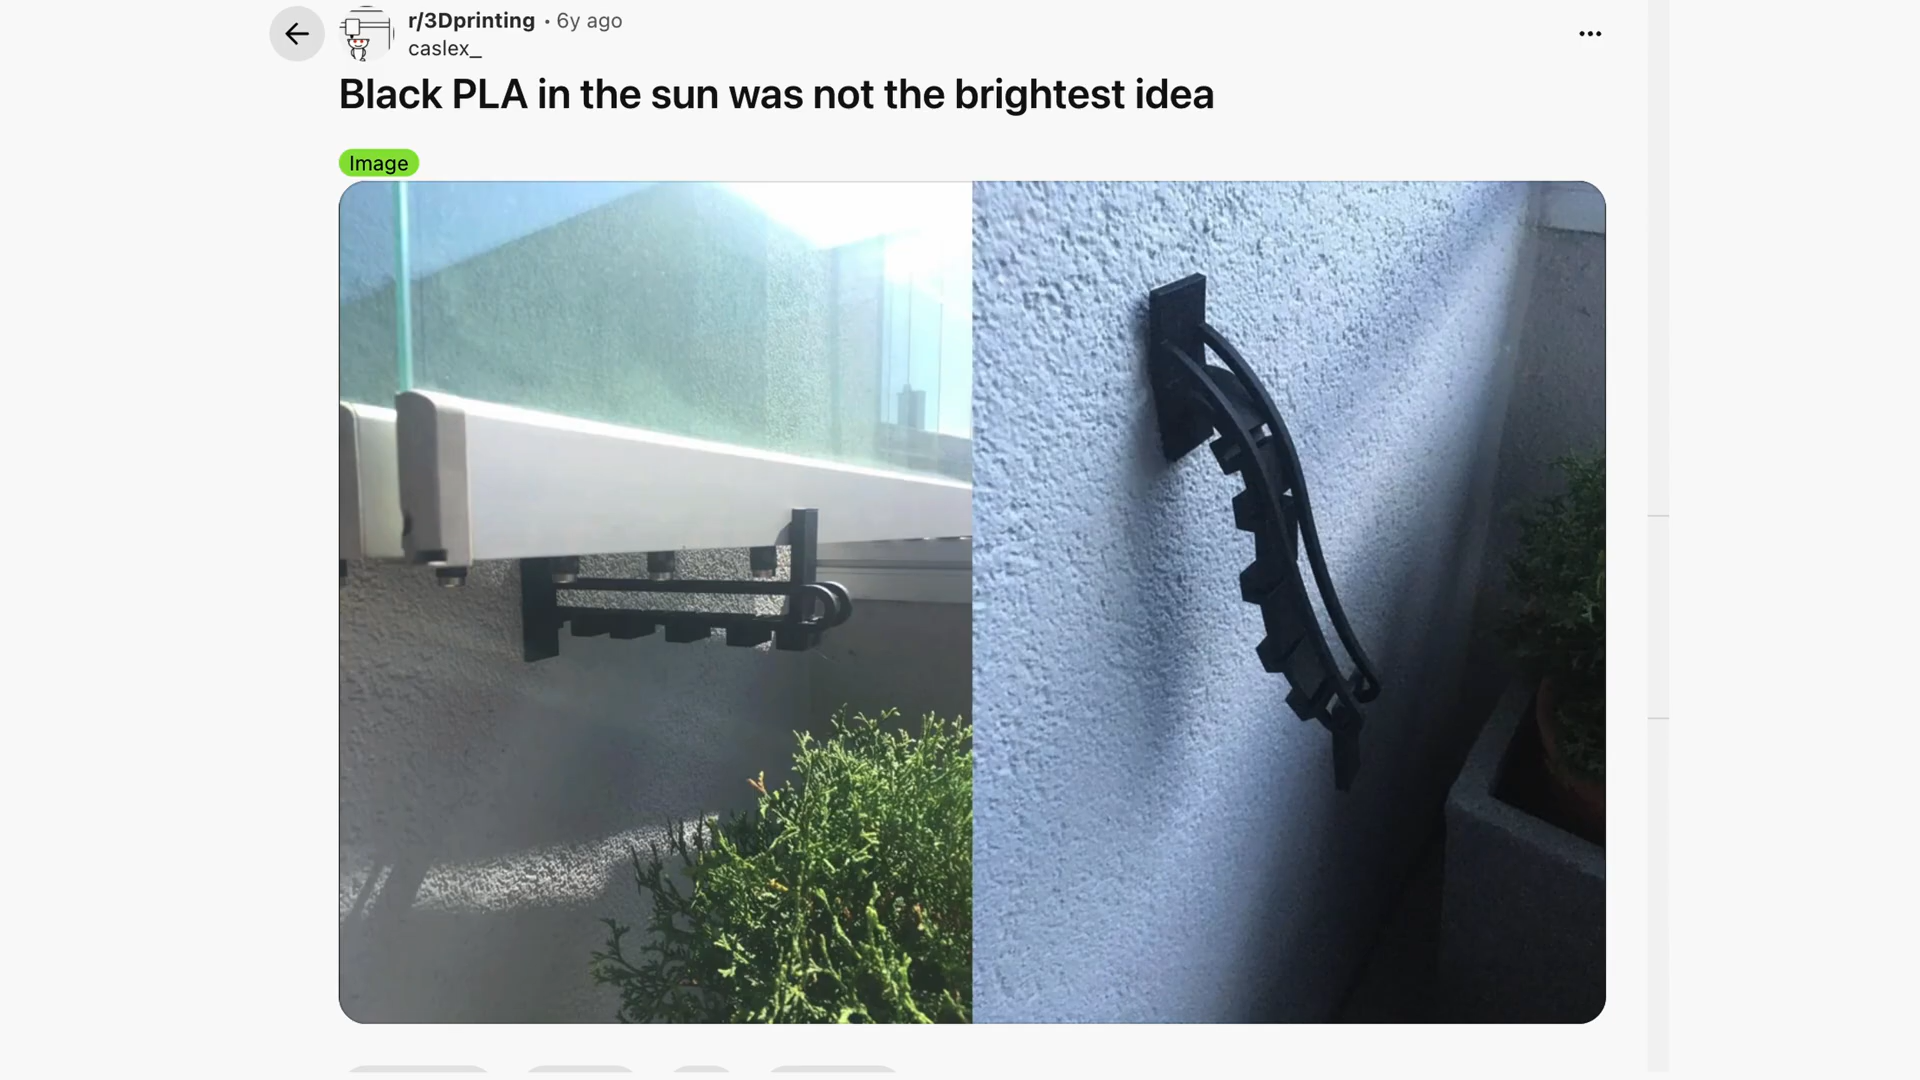 r/3Dprinting • 6y ago
caslex_
Black PLA in the sun was not the brightest idea
Image